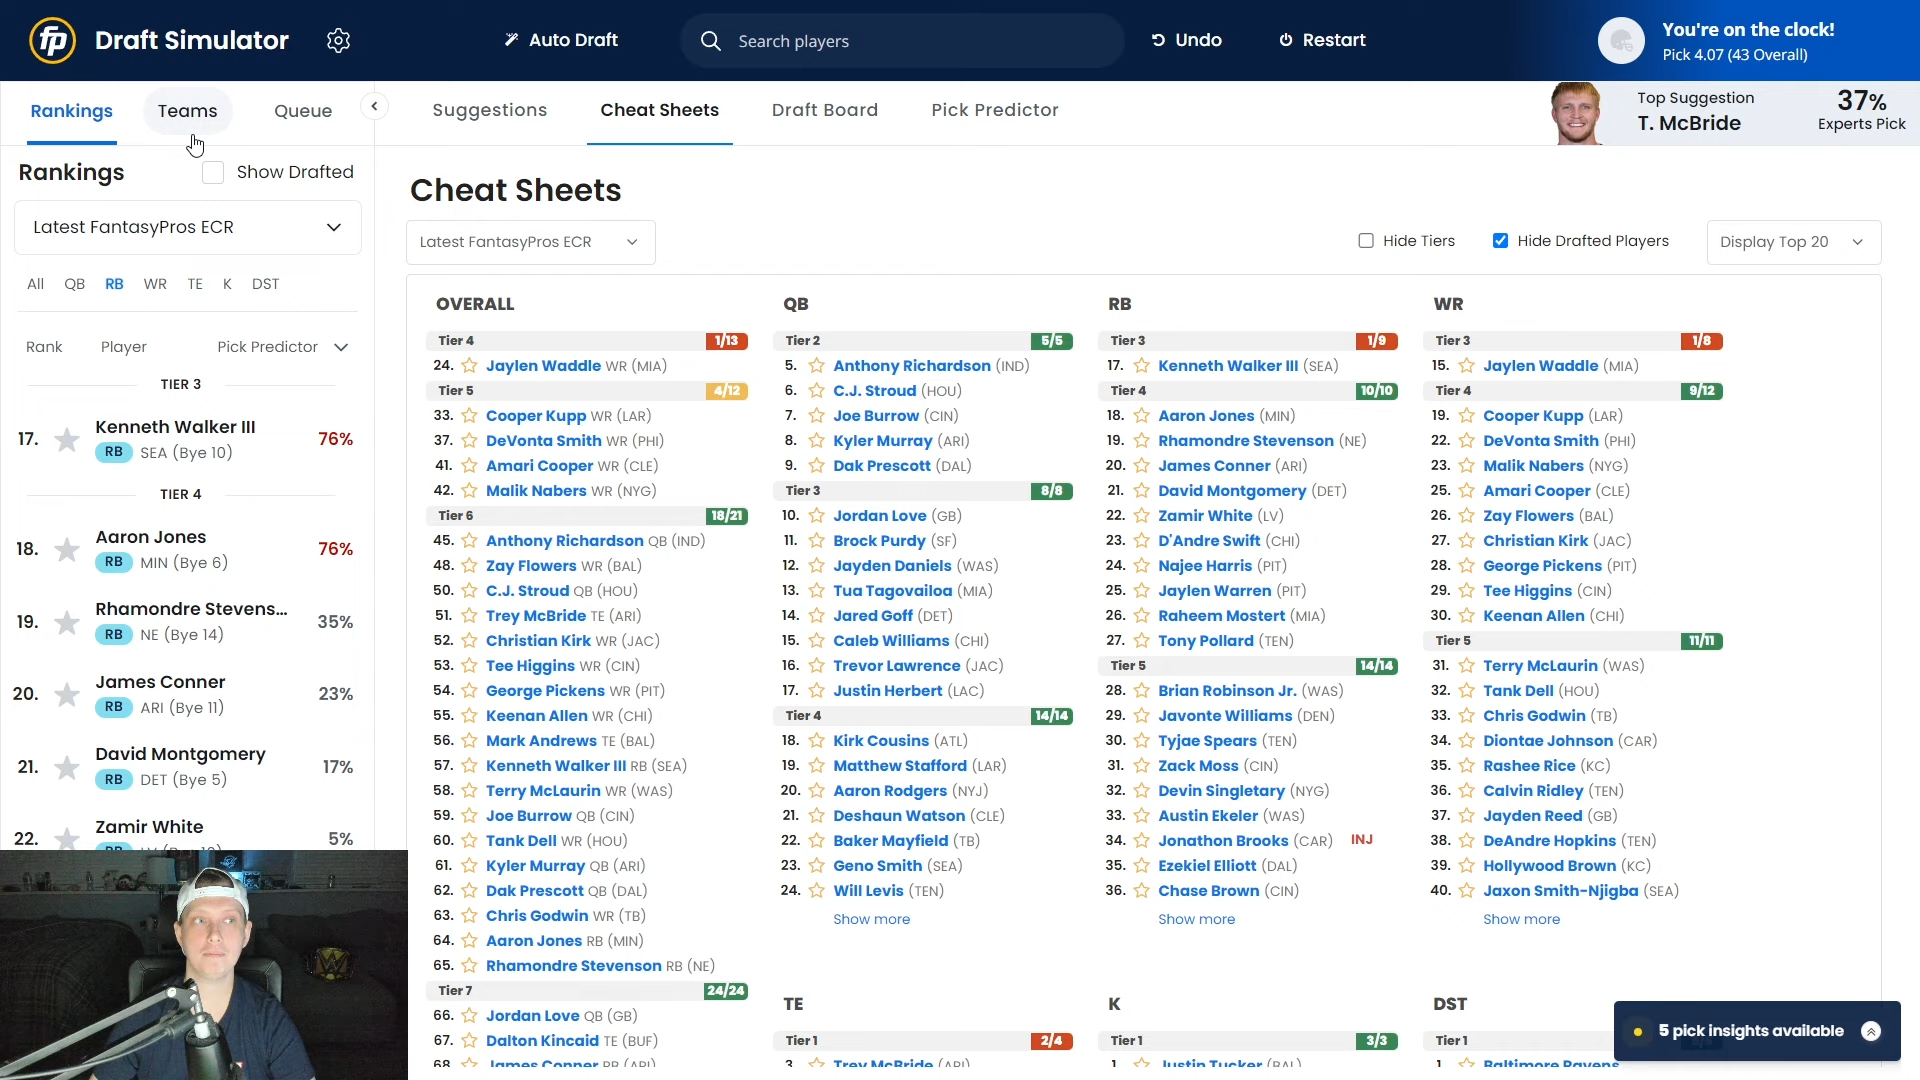 fp Draft Simulator
Auto Draft
Search players
Undo
Restart
You're on the clock!
Pick 4.07 (43 Overall)
Rankings
Teams
Queue
Suggestions
Cheat Sheets
Draft Board
Pick Predictor
Top Suggestion
T. McBride
37%
Experts Pick
Rankings
Show Drafted
Latest FantasyPros ECR
All QB RB WR TE K DST
Rank Player Pick Predictor
TIER 3
17. Kenneth Walker III 76%
RB SEA (Bye 10)
TIER 4
18. Aaron Jones 76%
RB MIN (Bye 6)
19. Rhamondre Stevens... 35%
RB NE (Bye 14)
20. James Conner 23%
RB ARI (Bye 11)
21. David Montgomery 17%
RB DET (Bye 5)
22. Zamir White 5%
Cheat Sheets
Latest FantasyPros ECR
Hide Tiers
Hide Drafted Players
Display Top 20
OVERALL
Tier 4 1/13
24. Jaylen Waddle WR (MIA)
Tier 5 4/12
33. Cooper Kupp WR (LAR)
37. DeVonta Smith WR (PHI)
41. Amari Cooper WR (CLE)
42. Malik Nabers WR (NYG)
Tier 6 18/21
45. Anthony Richardson QB (IND)
48. Zay Flowers WR (BAL)
50. C.J. Stroud QB (HOU)
51. Trey McBride TE (ARI)
52. Christian Kirk WR (JAC)
53. Tee Higgins WR (CIN)
54. George Pickens WR (PIT)
55. Keenan Allen WR (CHI)
56. Mark Andrews TE (BAL)
57. Kenneth Walker III RB (SEA)
58. Terry McLaurin WR (WAS)
59. Joe Burrow QB (CIN)
60. Tank Dell WR (HOU)
61. Kyler Murray QB (ARI)
62. Dak Prescott QB (DAL)
63. Chris Godwin WR (TB)
64. Aaron Jones RB (MIN)
65. Rhamondre Stevenson RB (NE)
Tier 7 24/24
66. Jordan Love QB (GB)
67. Dalton Kincaid TE (BUF)
68. James Conner RB (ARI)
QB
Tier 2 5/5
5. Anthony Richardson (IND)
6. C.J. Stroud (HOU)
7. Joe Burrow (CIN)
8. Kyler Murray (ARI)
9. Dak Prescott (DAL)
Tier 3 8/8
10. Jordan Love (GB)
11. Brock Purdy (SF)
12. Jayden Daniels (WAS)
13. Tua Tagovailoa (MIA)
14. Jared Goff (DET)
15. Caleb Williams (CHI)
16. Trevor Lawrence (JAC)
17. Justin Herbert (LAC)
Tier 4 14/14
18. Kirk Cousins (ATL)
19. Matthew Stafford (LAR)
20. Aaron Rodgers (NYJ)
21. Deshaun Watson (CLE)
22. Baker Mayfield (TB)
23. Geno Smith (SEA)
24. Will Levis (TEN)
Show more
RB
Tier 3 1/9
17. Kenneth Walker III (SEA)
Tier 4 10/10
18. Aaron Jones (MIN)
19. Rhamondre Stevenson (NE)
20. James Conner (ARI)
21. David Montgomery (DET)
22. Zamir White (LV)
23. D'Andre Swift (CHI)
24. Najee Harris (PIT)
25. Jaylen Warren (PIT)
26. Raheem Mostert (MIA)
27. Tony Pollard (TEN)
Tier 5 14/14
28. Brian Robinson Jr. (WAS)
29. Javonte Williams (DEN)
30. Tyjae Spears (TEN)
31. Zack Moss (CIN)
32. Devin Singletary (NYG)
33. Austin Ekeler (WAS)
34. Jonathon Brooks (CAR) INJ
35. Ezekiel Elliott (DAL)
36. Chase Brown (CIN)
Show more
WR
Tier 3 1/8
15. Jaylen Waddle (MIA)
Tier 4 9/12
19. Cooper Kupp (LAR)
22. DeVonta Smith (PHI)
23. Malik Nabers (NYG)
25. Amari Cooper (CLE)
26. Zay Flowers (BAL)
27. Christian Kirk (JAC)
28. George Pickens (PIT)
29. Tee Higgins (CIN)
30. Keenan Allen (CHI)
Tier 5 11/11
31. Terry McLaurin (WAS)
32. Tank Dell (HOU)
33. Chris Godwin (TB)
34. Diontae Johnson (CAR)
35. Rashee Rice (KC)
36. Calvin Ridley (TEN)
37. Jayden Reed (GB)
38. DeAndre Hopkins (TEN)
39. Hollywood Brown (KC)
40. Jaxon Smith-Njigba (SEA)
Show more
TE
Tier 1 2/4
3. Trey McBride (ARI)
K
Tier 1 3/3
1. Justin Tucker (BAL)
DST
Tier 1
1. Baltimore Ravens
5 pick insights available